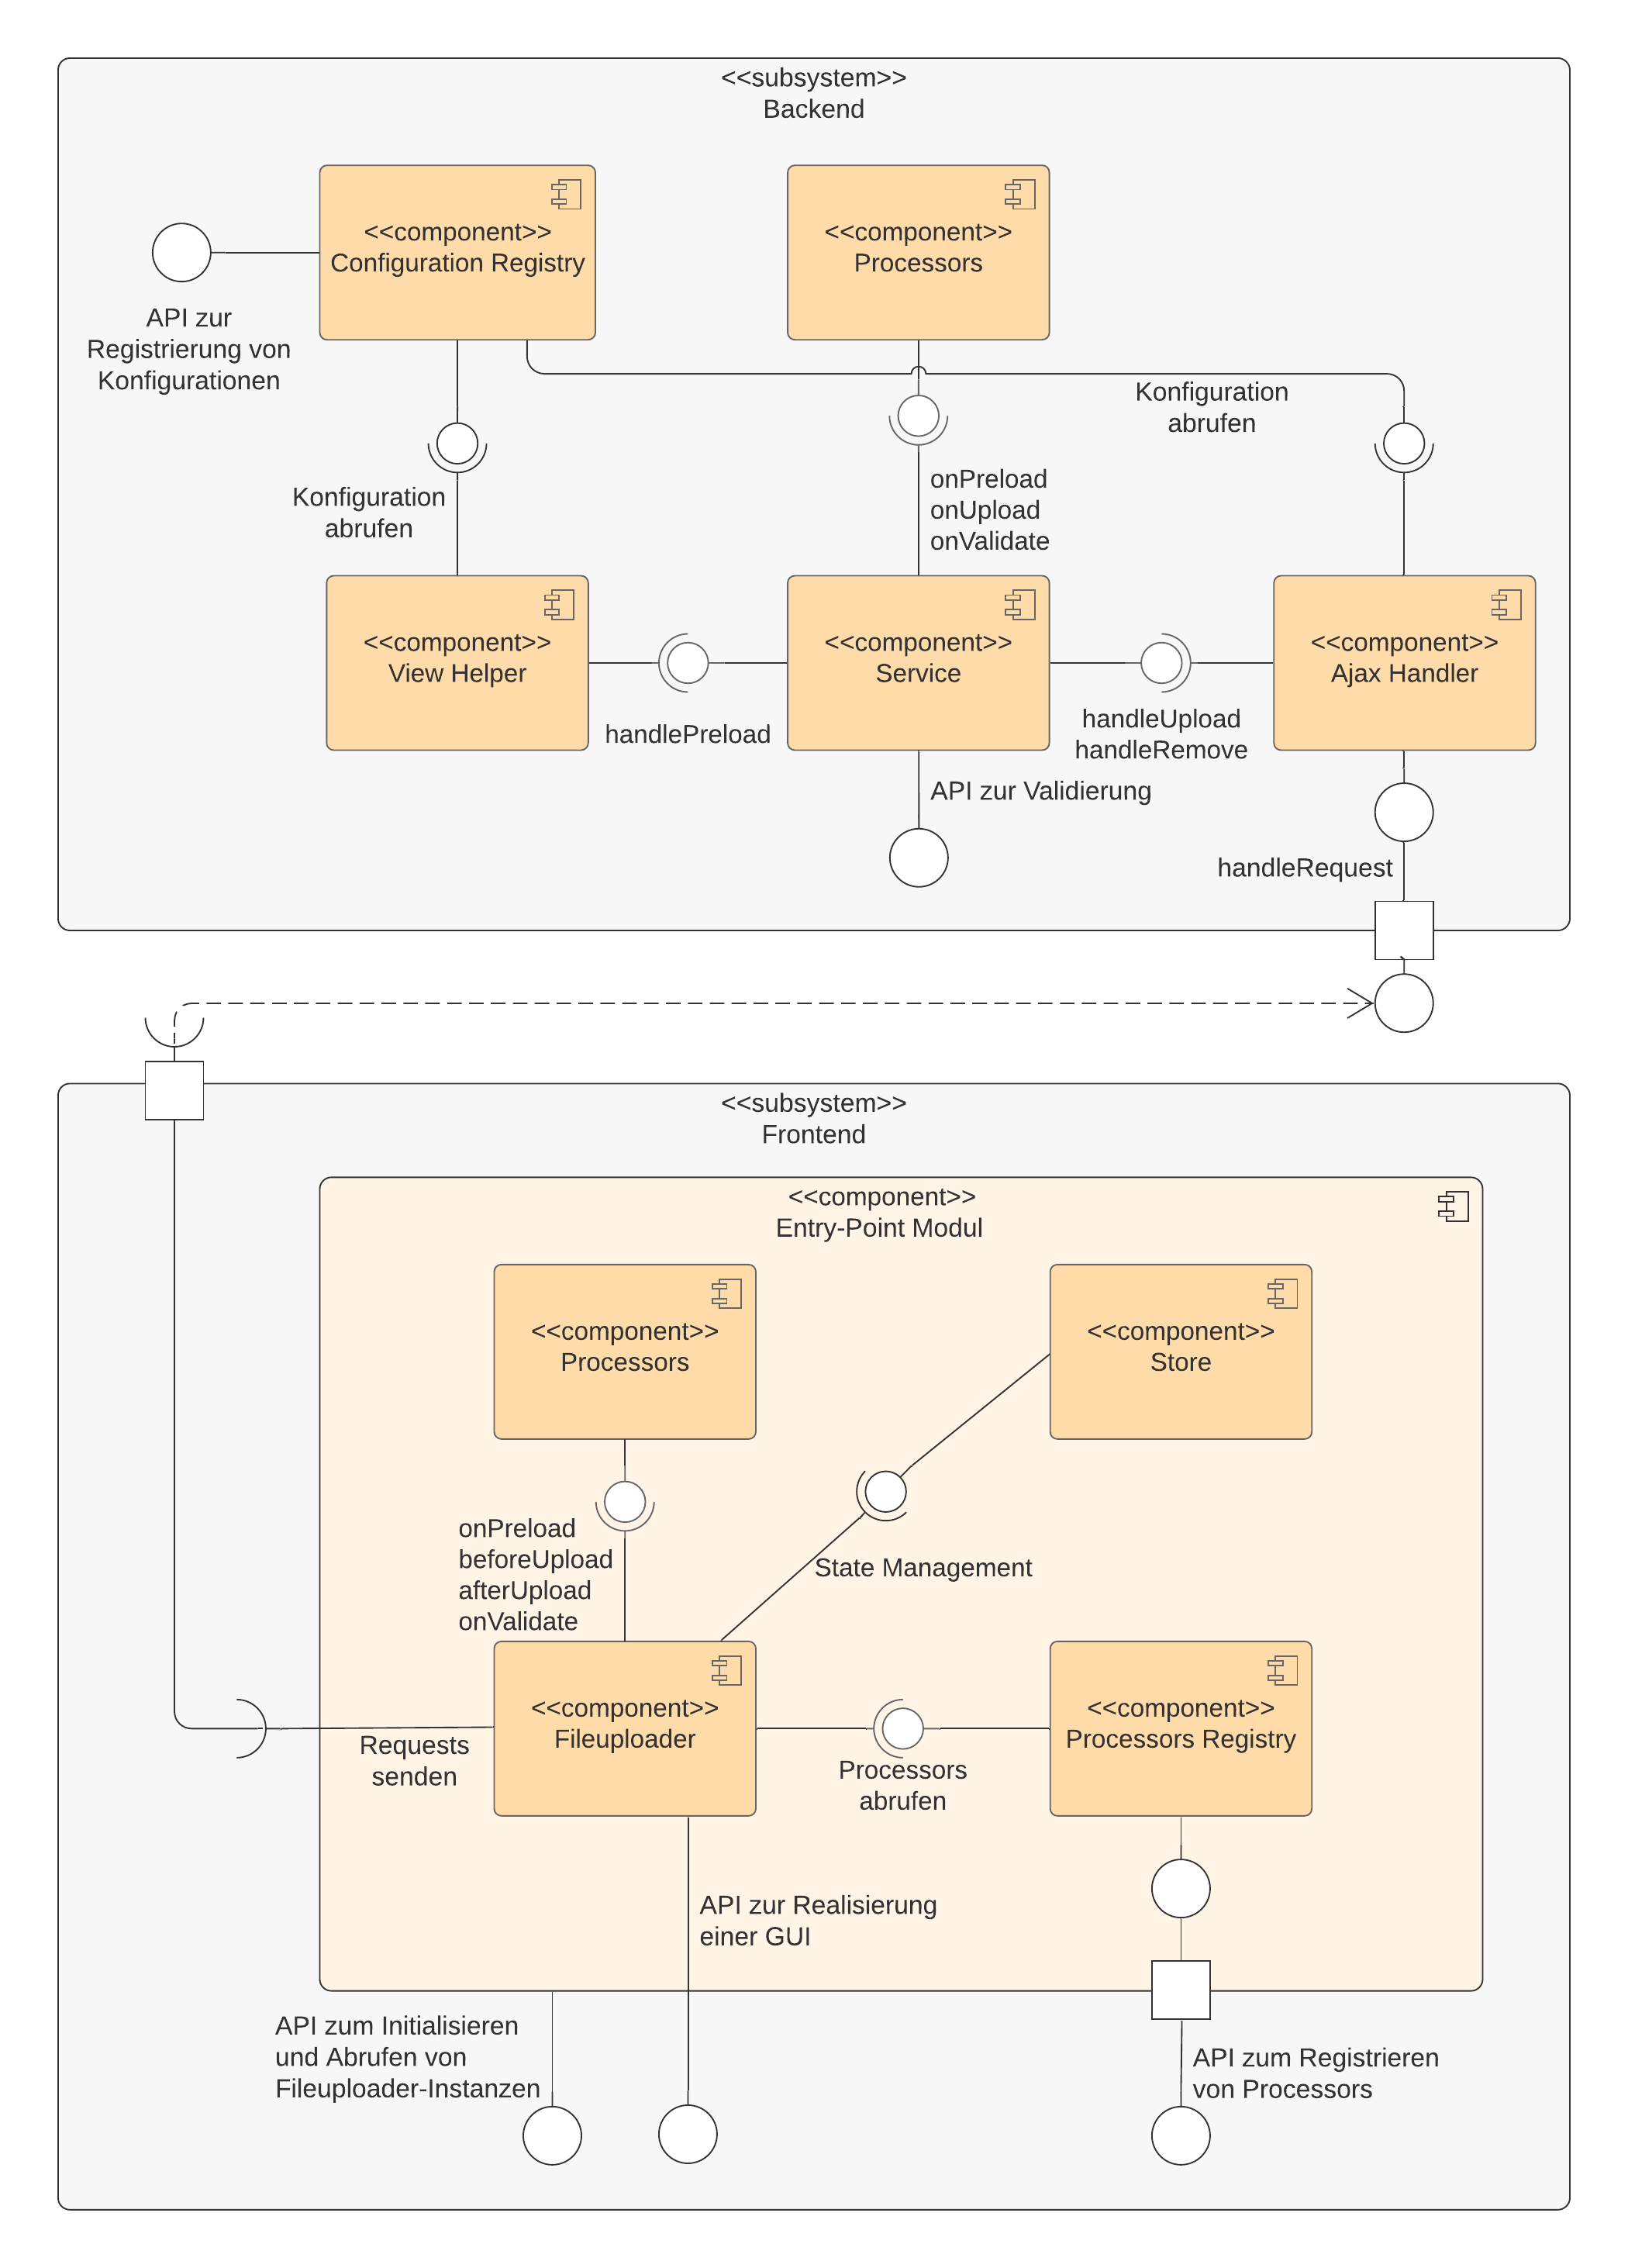 <<subsystem>>
Backend
<<component>>
Configuration Registry
<<component>>
Processors
API zur
Registrierung von
Konfigurationen
Konfiguration
abrufen
Konfiguration
abrufen
onPreload
onUpload
onValidate
<<component>>
View Helper
<<component>>
Service
<<component>>
Ajax Handler
handlePreload
handleUpload
handleRemove
API zur Validierung
handleRequest
<<subsystem>>
Frontend
<<component>>
Entry-Point Modul
<<component>>
Processors
<<component>>
Store
onPreload
beforeUpload
afterUpload
onValidate
State Management
<<component>>
Fileuploader
<<component>>
Processors Registry
Requests
senden
Processors
abrufen
API zur Realisierung
einer GUI
API zum Initialisieren
und Abrufen von
Fileuploader-Instanzen
API zum Registrieren
von Processors